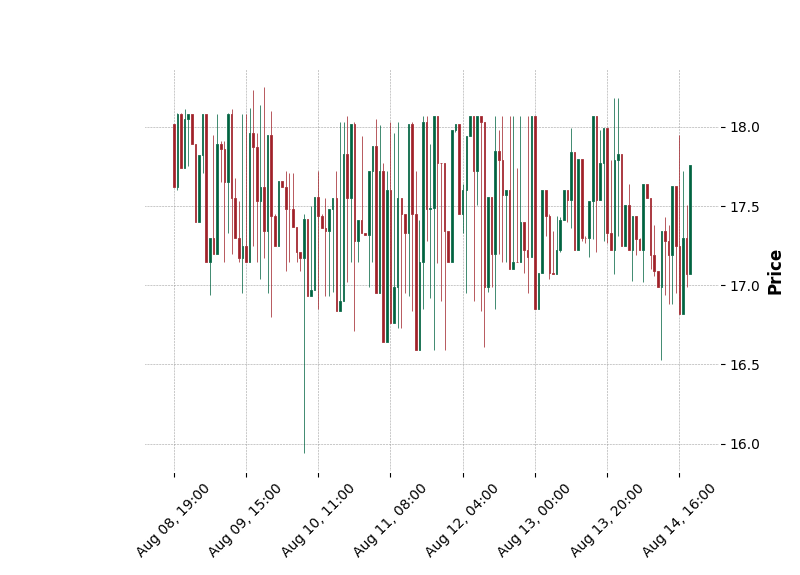 18.0
17.5
17.0
16.5
16.0
Price
Aug 08, 19:00
Aug 09, 15:00
Aug 10, 11:00
Aug 11, 08:00
Aug 12, 04:00
Aug 13, 00:00
Aug 13, 20:00
Aug 14, 16:00